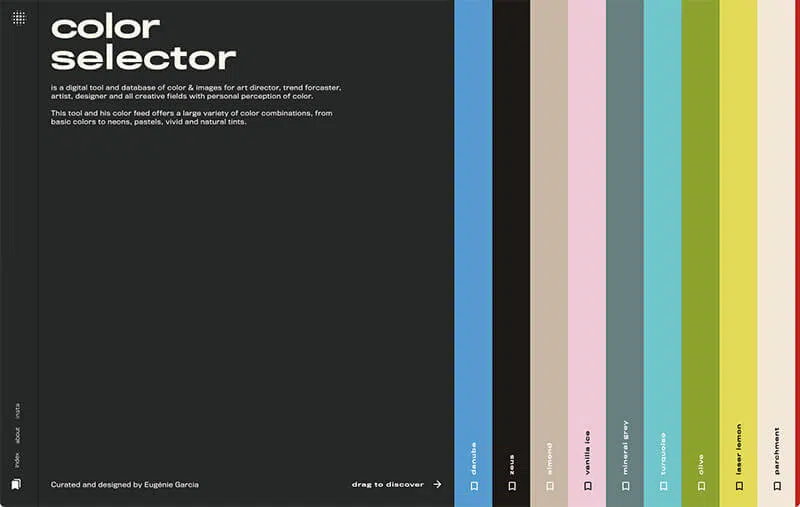 color
selector
is a digital tool and database of color & images for art director, trend forcaster,
artist, designer and all creative fields with personal perception of color.
This tool and his color feed offers a large variety of color combinations, from
basic colors to neons, pastels, vivid and natural tints.
index
about
insta
Curated and designed by Eugénie Garcia
drag to discover
danube
zeus
almond
vanilla ice
mineral grey
turquoise
olive
laser lemon
parchment